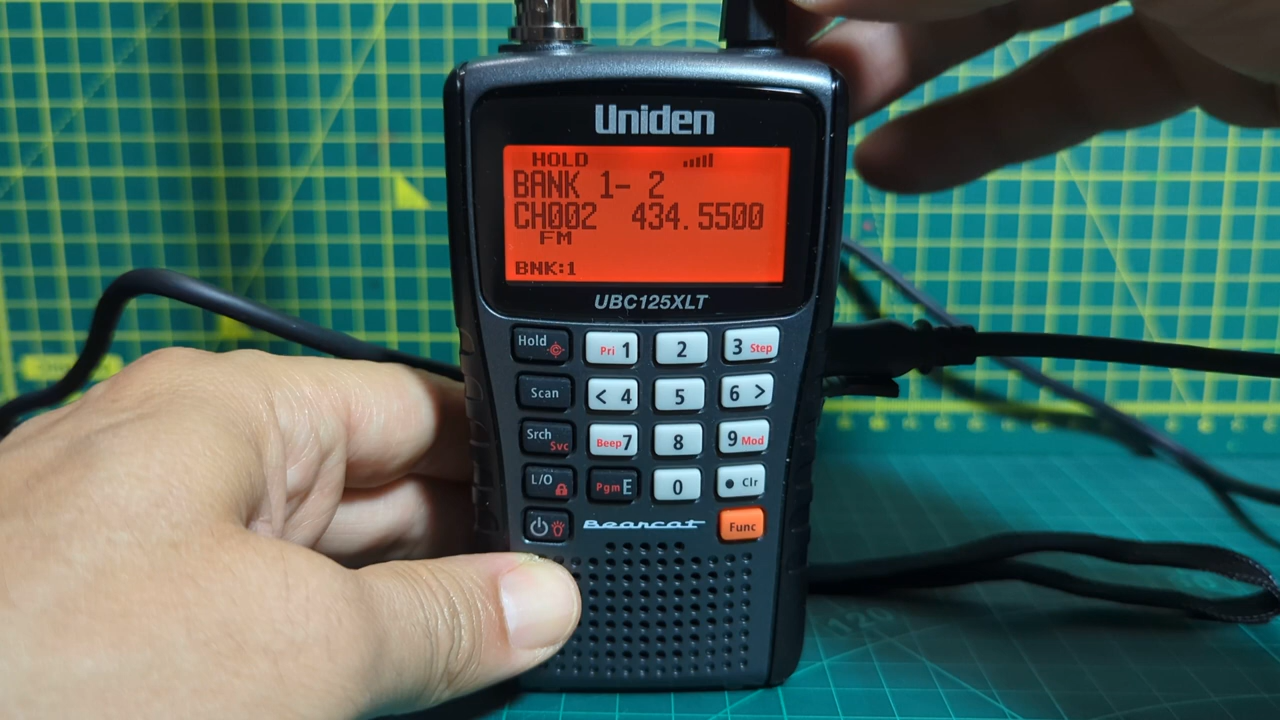 Uniden
HOLD
BANK 1- 2
CH002 434.5500
FM
BNK:1
UBC125XLT
Hold Pri 1 2 3 Step
Scan < 4 5 6 >
Srch Svc Beep 7 8 9 Mod
L/O Pgm E 0 • Clr
Bearcat Func
120